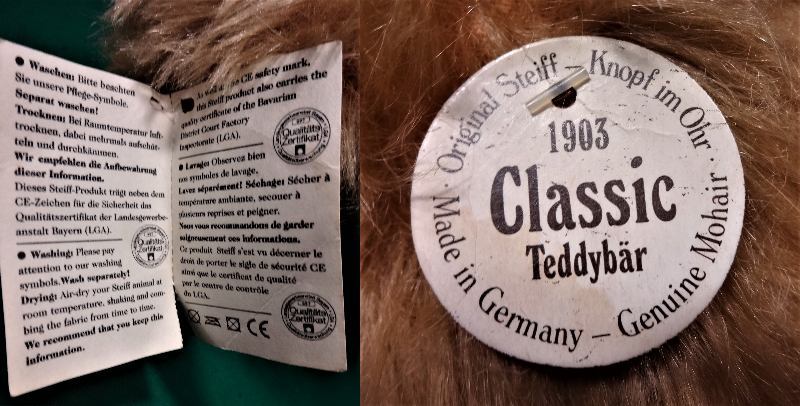 ● Waschen: Bitte beachten
Sie unsere Pflege-Symbole.
Separat waschen!
Trocknen: Bei Raumtemperatur luft-
trocknen, dabei mehrmals aufschüt-
teln und durchkämmen.
Wir empfehlen die Aufbewahrung
dieser Information.
Dieses Steiff-Produkt trägt neben dem
CE-Zeichen für die Sicherheit das
Qualitätszertifikat der Landesgewerbe-
anstalt Bayern (LGA).
Qualitäts
Zertifikat
● Washing: Please pay
attention to our washing
symbols. Wash separately!
Drying: Air-dry your Steiff animal at
room temperature, shaking and com-
bing the fabric from time to time.
We recommend that you keep this
information.
As well as the CE safety mark,
this Steiff product also carries the
quality certificate of the Bavarian
District Court Factory
Inspectorate (LGA).
Qualitäts
Zertifikat
● Lavage: Observez bien
nos symboles de lavage.
Lavez séparément! Séchage: Sécher à
température ambiante, secouer à
plusieurs reprises et peigner.
Nous vous recommandons de garder
soigneusement ces informations.
Ce produit Steiff s'est vu décerner le
droit de porter le sigle de sécurité CE
ainsi que le certificat de qualité
par le centre de contrôle
du LGA.
CE
Qualitäts
Zertifikat
· Original Steiff – Knopf im Ohr ·
1903
Classic
Teddybär
Made in Germany – Genuine Mohair